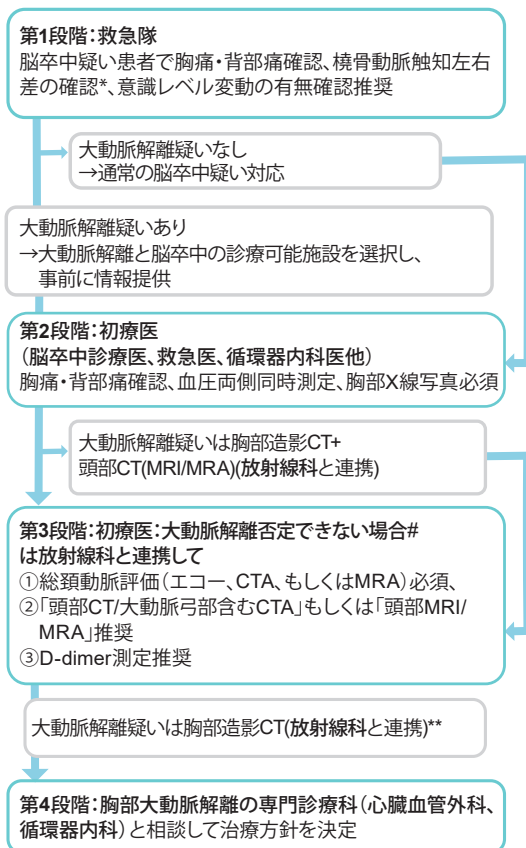 第1段階：救急隊
脳卒中疑い患者で胸痛・背部痛確認、橈骨動脈触知左右
差の確認*、意識レベル変動の有無確認推奨
大動脈解離疑いなし
→通常の脳卒中疑い対応
大動脈解離疑いあり
→大動脈解離と脳卒中の診療可能施設を選択し、
事前に情報提供
第2段階：初療医
（脳卒中診療医、救急医、循環器内科医他）
胸痛・背部痛確認、血圧両側同時測定、胸部X線写真必須
大動脈解離疑いは胸部造影CT+
頭部CT(MRI/MRA)(放射線科と連携)
第3段階：初療医：大動脈解離否定できない場合#
は放射線科と連携して
①総頚動脈評価（エコー、CTA、もしくはMRA）必須、
②「頭部CT/大動脈弓部含むCTA」もしくは「頭部MRI/
MRA」推奨
③D-dimer測定推奨
大動脈解離疑いは胸部造影CT(放射線科と連携)**
第4段階：胸部大動脈解離の専門診療科（心臓血管外科、
循環器内科）と相談して治療方針を決定